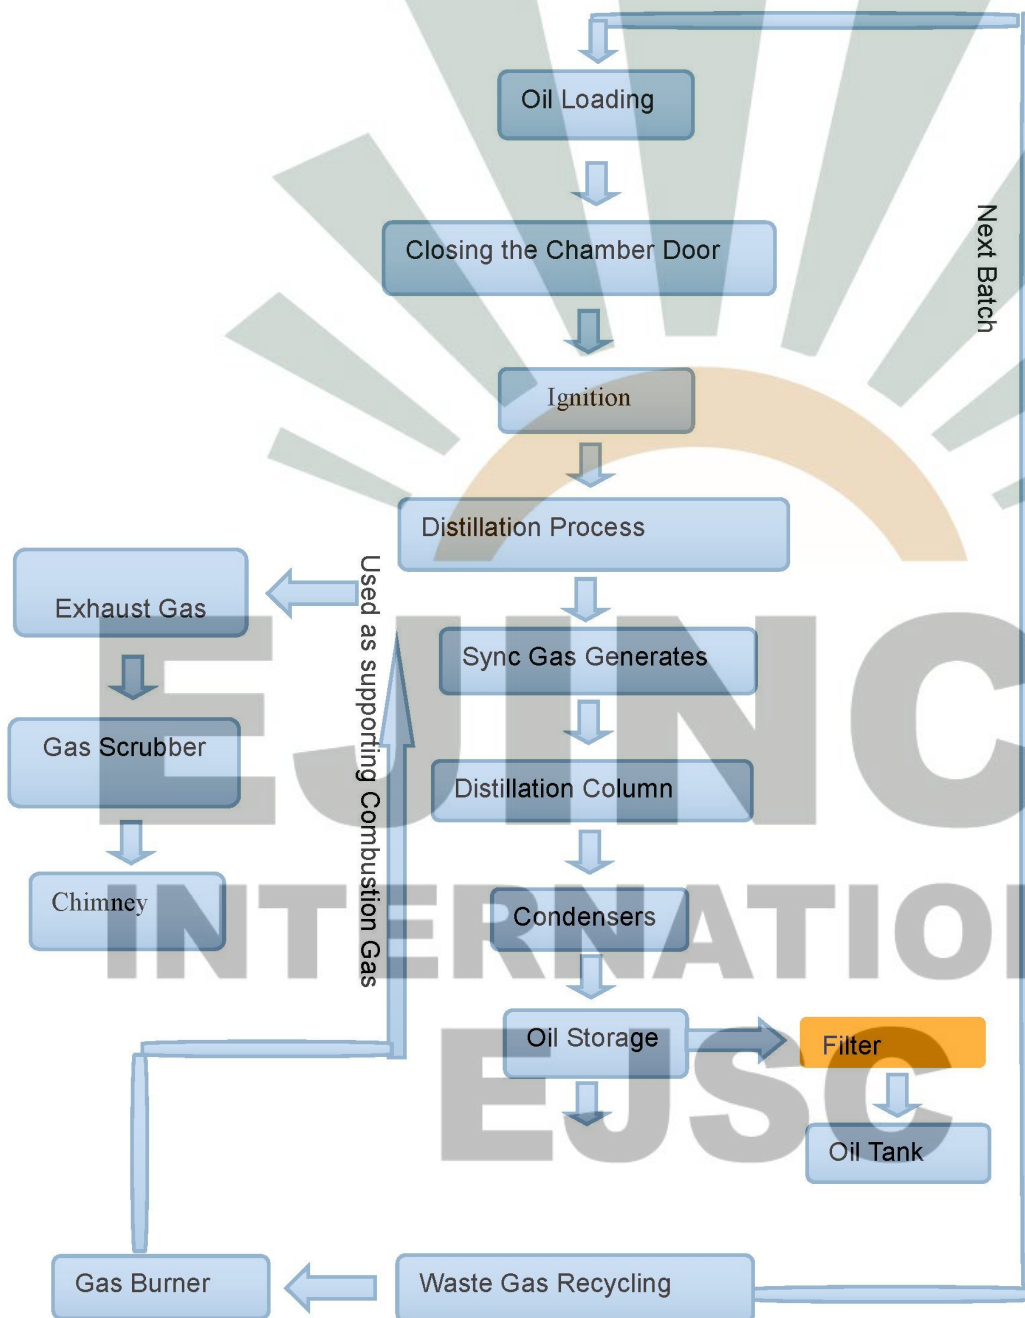 Oil Loading
Closing the Chamber Door
Next Batch
Ignition
Distillation Process
Exhaust Gas
Used as supporting Combustion Gas
Sync Gas Generates
Gas Scrubber
Distillation Column
Chimney
Condensers
Oil Storage
Filter
Oil Tank
Gas Burner
Waste Gas Recycling
EJINC
INTERNATION
EJSC